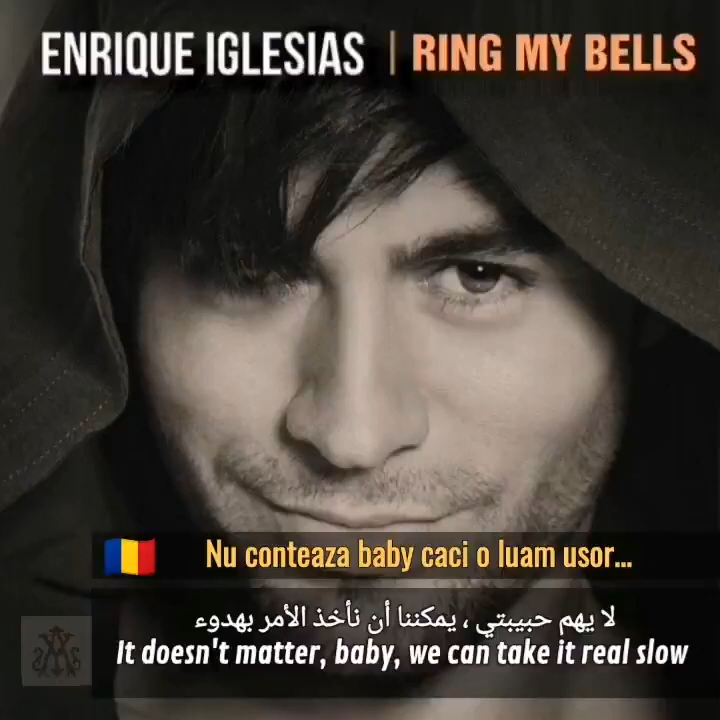 ENRIQUE IGLESIAS | RING MY BELLS
Nu conteaza baby caci o luam usor...
لا يهم حبيبتي ، يمكننا أن نأخذ الأمر بهدوء
It doesn't matter, baby, we can take it real slow